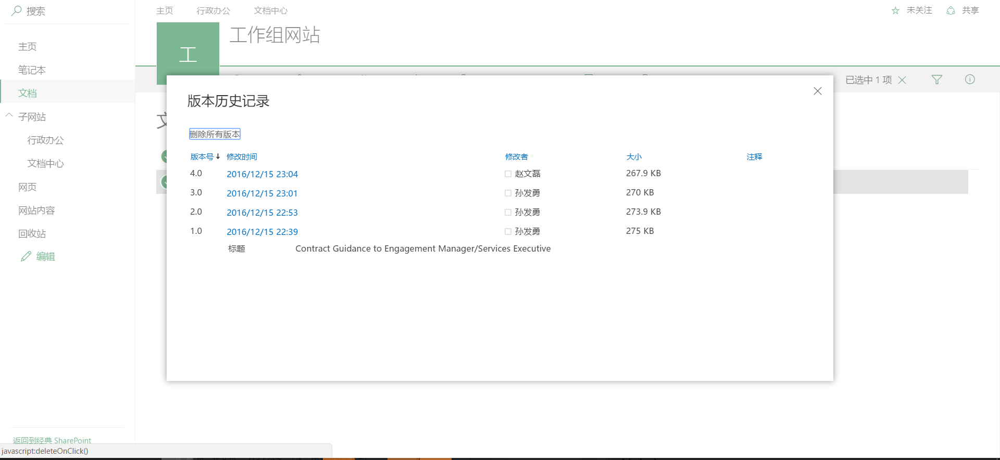 搜索
主页 行政办公 文档中心
未关注 共享
工
工作组网站
主页
笔记本
文档
子网站
行政办公
文档中心
网页
网站内容
回收站
编辑
已选中 1 项
版本历史记录
删除所有版本
版本号 修改时间 修改者 大小 注释
4.0 2016/12/15 23:04 赵文磊 267.9 KB
3.0 2016/12/15 23:01 孙发勇 270 KB
2.0 2016/12/15 22:53 孙发勇 273.9 KB
1.0 2016/12/15 22:39 孙发勇 275 KB
标题 Contract Guidance to Engagement Manager/Services Executive
返回到经典 SharePoint
javascript:deleteOnClick()